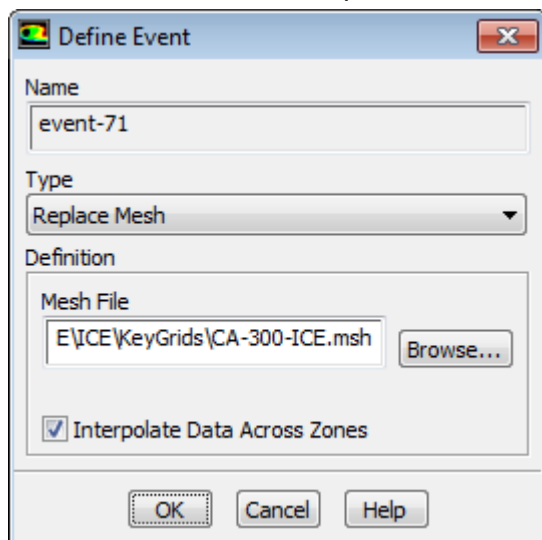 Define Event
Name
event-71
Type
Replace Mesh
Definition
Mesh File
E\ICE\KeyGrids\CA-300-ICE.msh
Browse...
Interpolate Data Across Zones
OK Cancel Help